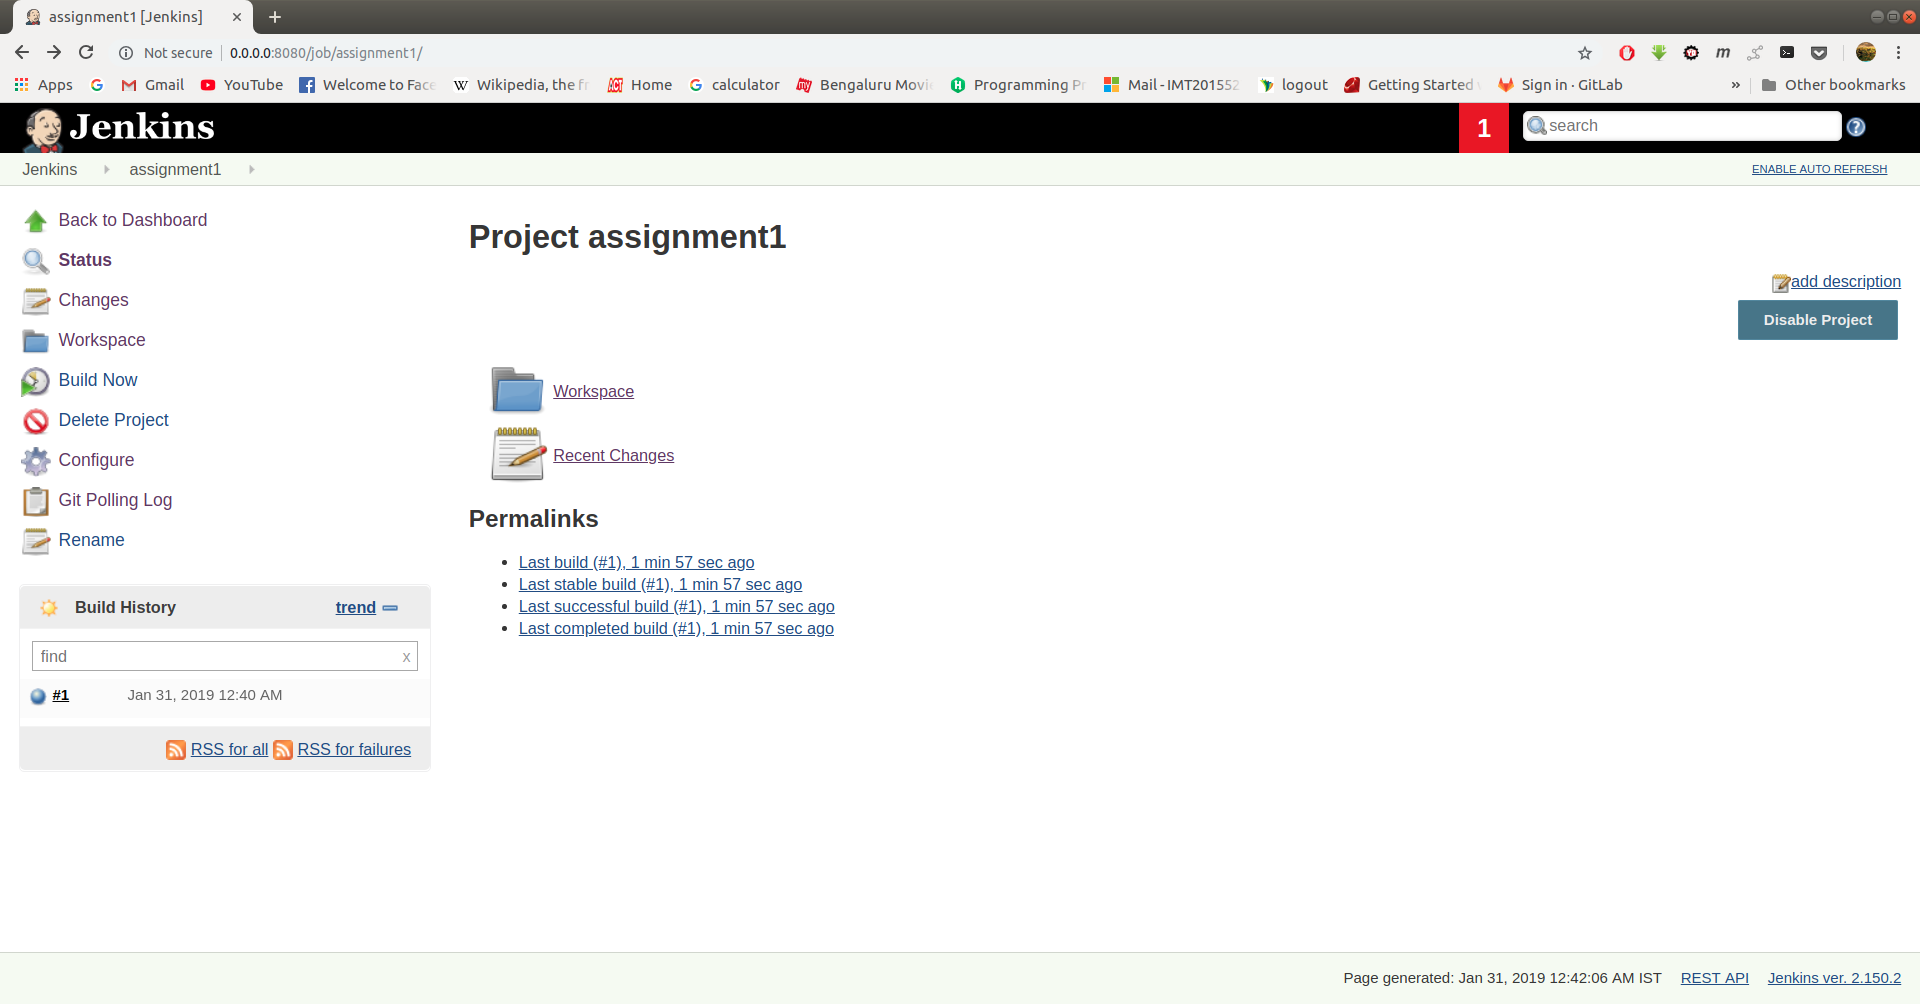 assignment1 [Jenkins]
Not secure | 0.0.0.0:8080/job/assignment1/
Apps Gmail YouTube Welcome to Face Wikipedia, the fr Home calculator Bengaluru Movi Programming Pr Mail - IMT201552 logout Getting Started Sign in · GitLab » Other bookmarks
Jenkins 1 search
Jenkins assignment1 ENABLE AUTO REFRESH
Back to Dashboard
Status
Changes
Workspace
Build Now
Delete Project
Configure
Git Polling Log
Rename
Build History trend
find x
#1 Jan 31, 2019 12:40 AM
RSS for all RSS for failures
Project assignment1
add description
Disable Project
Workspace
Recent Changes
Permalinks
Last build (#1), 1 min 57 sec ago
Last stable build (#1), 1 min 57 sec ago
Last successful build (#1), 1 min 57 sec ago
Last completed build (#1), 1 min 57 sec ago
Page generated: Jan 31, 2019 12:42:06 AM IST REST API Jenkins ver. 2.150.2